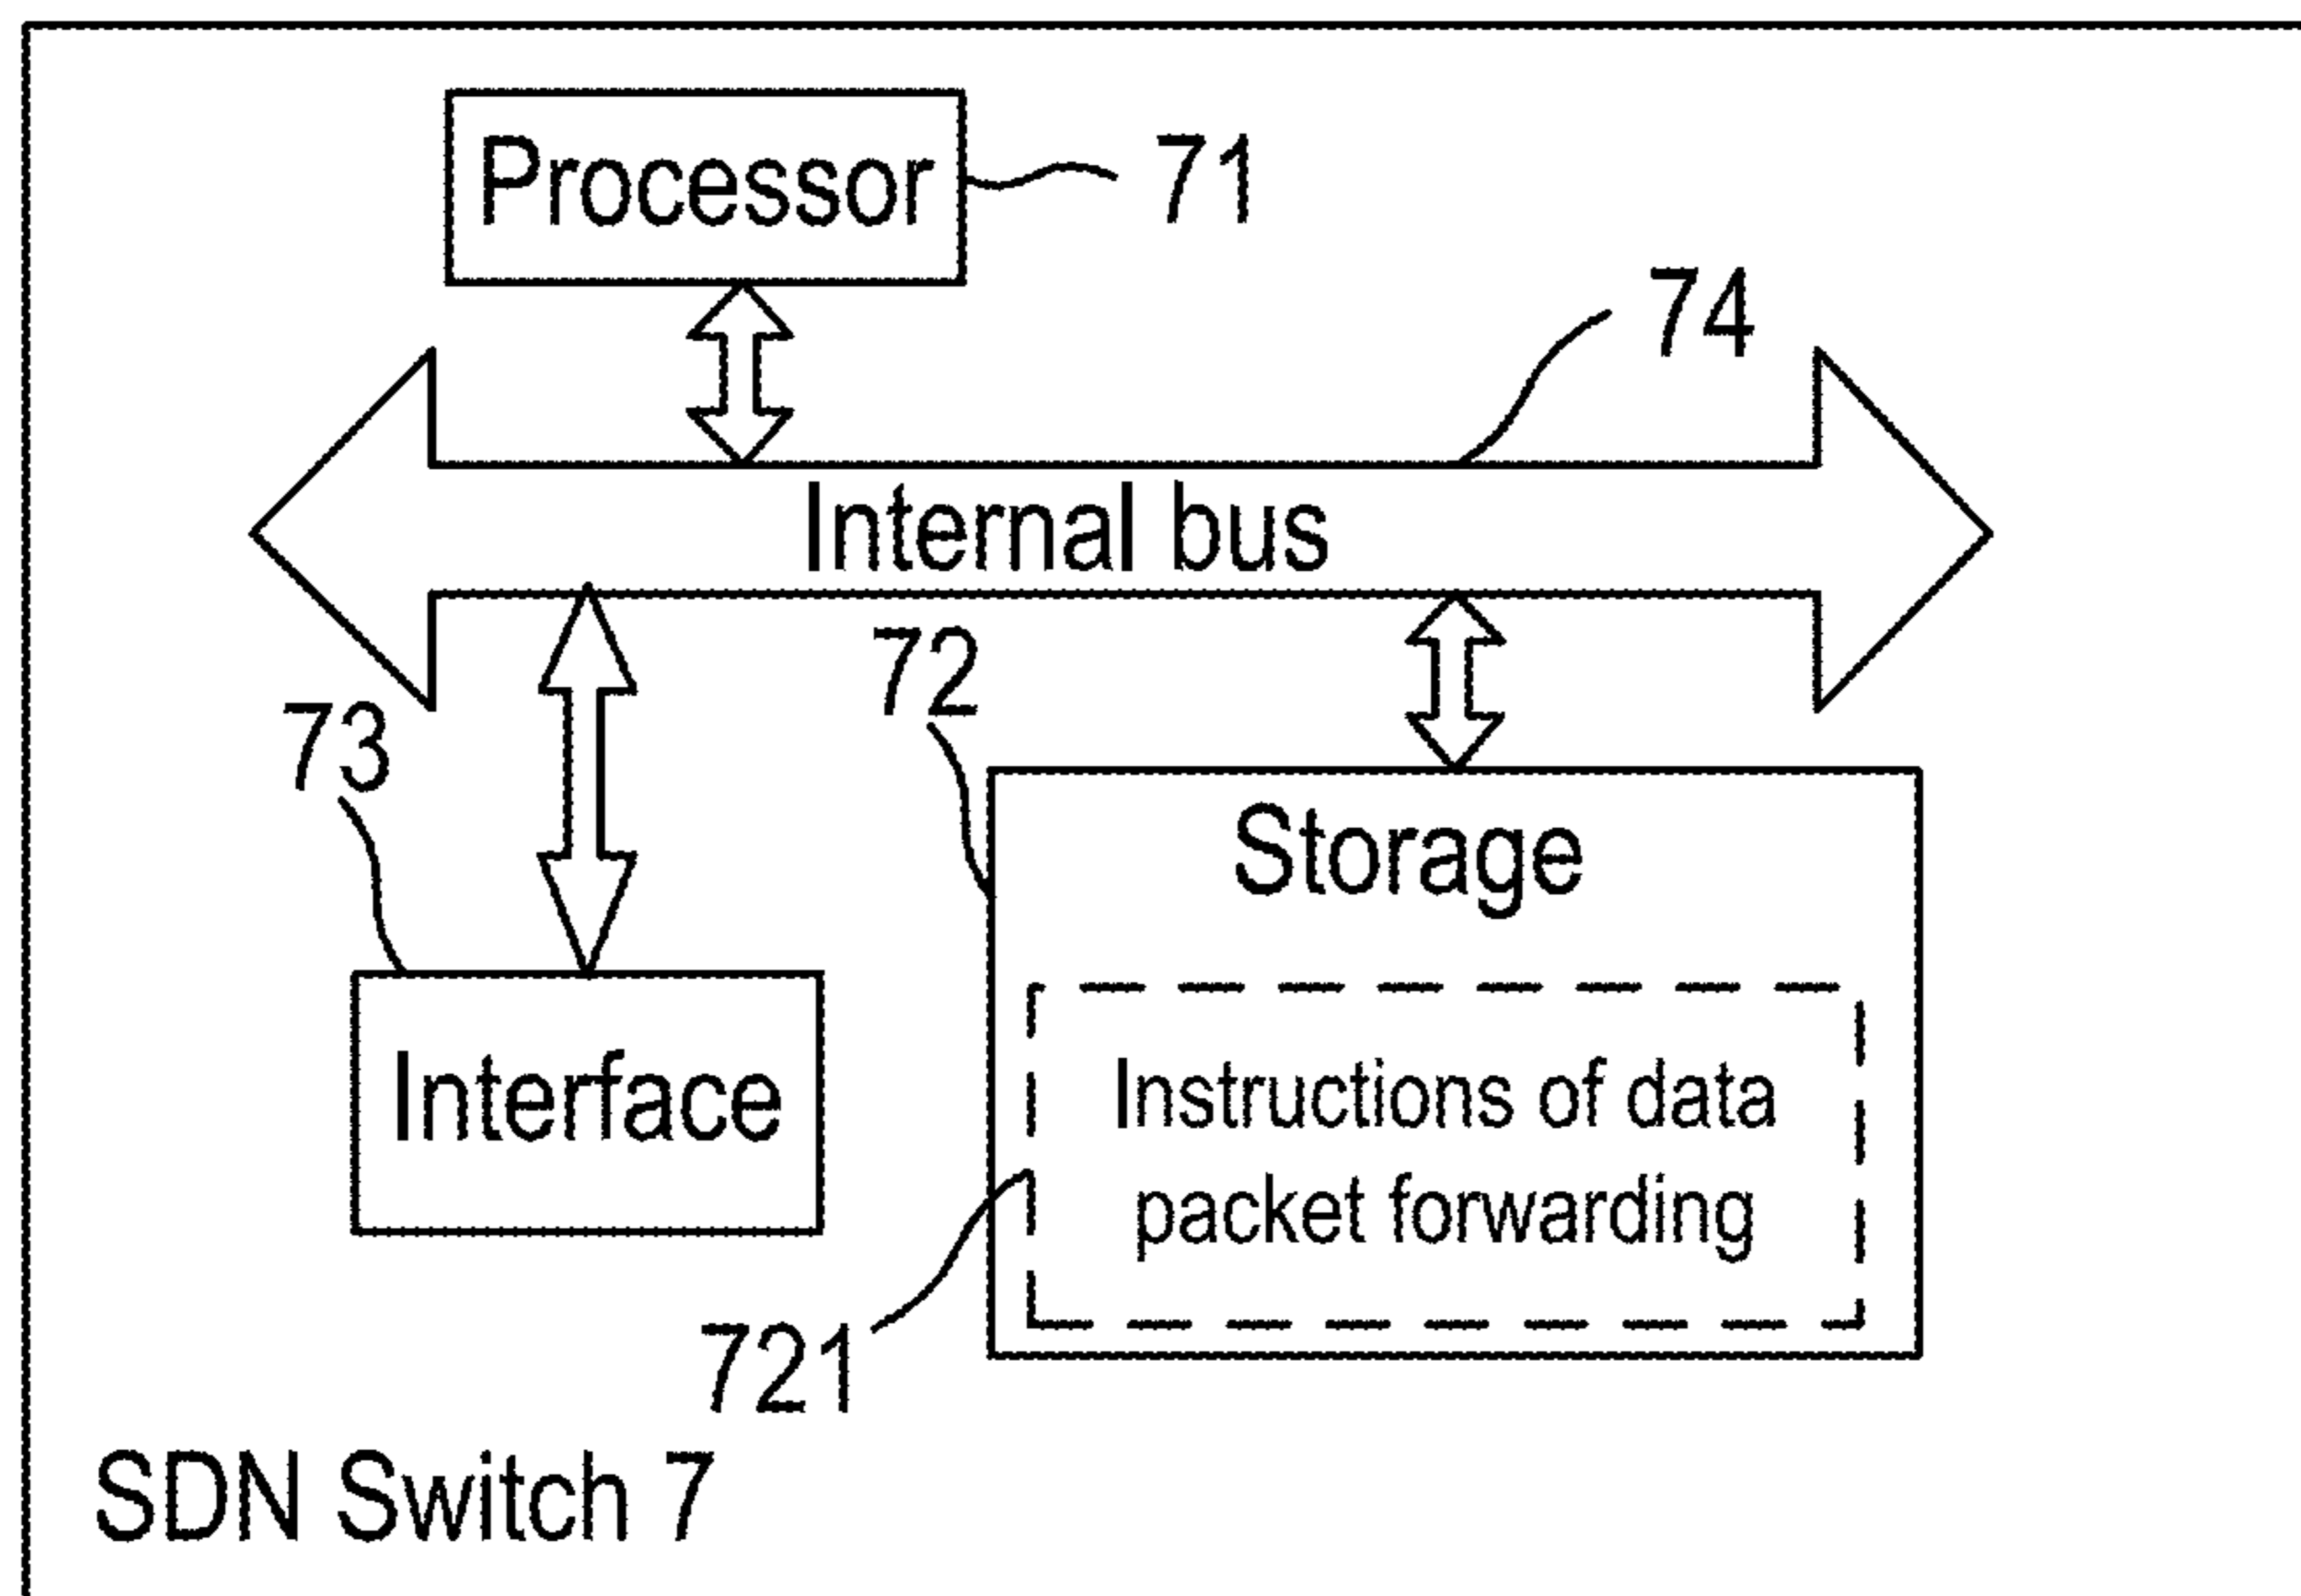 Processor
71
74
Internal bus
72
73
Storage
Interface
Instructions of data
packet forwarding
721
SDN Switch 7